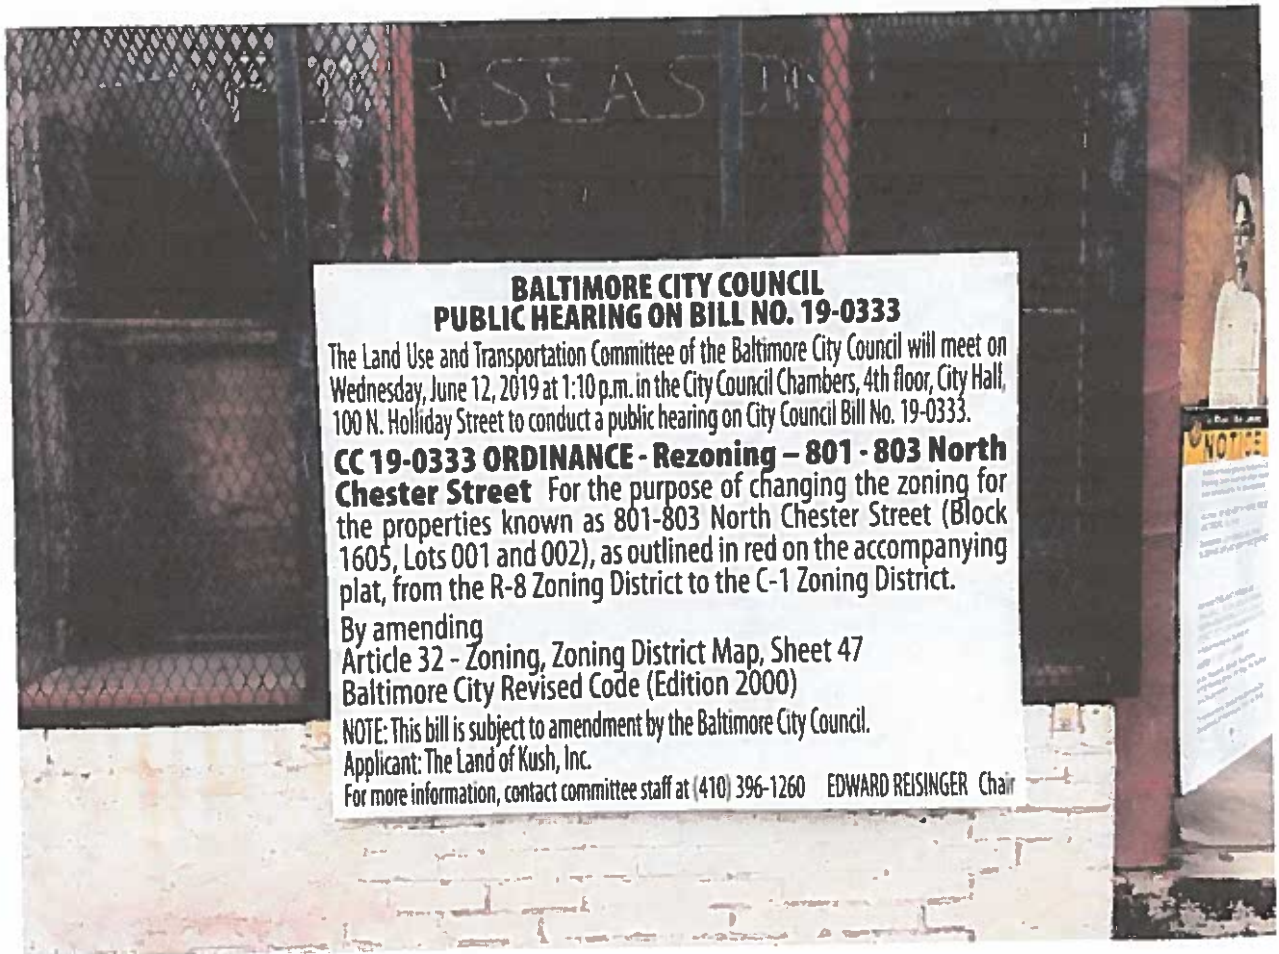 R SEASON
BALTIMORE CITY COUNCIL
PUBLIC HEARING ON BILL NO. 19-0333
The Land Use and Transportation Committee of the Baltimore City Council will meet on
Wednesday, June 12, 2019 at 1:10 p.m. in the City Council Chambers, 4th floor, City Hall,
100 N. Holliday Street to conduct a public hearing on City Council Bill No. 19-0333.
CC 19-0333 ORDINANCE - Rezoning – 801 - 803 North
Chester Street For the purpose of changing the zoning for
the properties known as 801-803 North Chester Street (Block
1605, Lots 001 and 002), as outlined in red on the accompanying
plat, from the R-8 Zoning District to the C-1 Zoning District.
By amending
Article 32 - Zoning, Zoning District Map, Sheet 47
Baltimore City Revised Code (Edition 2000)
NOTE: This bill is subject to amendment by the Baltimore City Council.
Applicant: The Land of Kush, Inc.
For more information, contact committee staff at (410) 396-1260 EDWARD REISINGER Chair
NOTICE